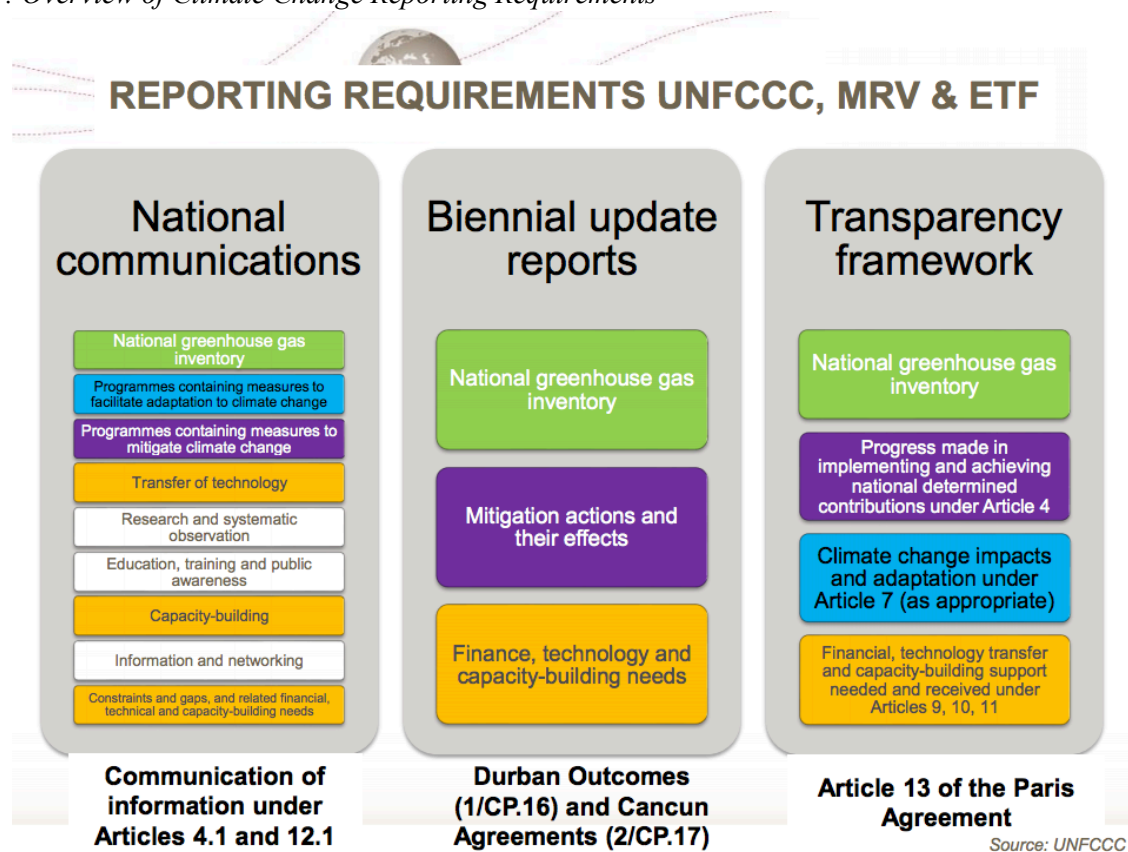 : Overview of Climate Change Reporting Requirements
REPORTING REQUIREMENTS UNFCCC, MRV & ETF
National
communications
National greenhouse gas
inventory
Programmes containing measures to
facilitate adaptation to climate change
Programmes containing measures to
mitigate climate change
Transfer of technology
Research and systematic
observation
Education, training and public
awareness
Capacity-building
Information and networking
Constraints and gaps, and related financial,
technical and capacity-building needs
Communication of
information under
Articles 4.1 and 12.1
Biennial update
reports
National greenhouse gas
inventory
Mitigation actions and
their effects
Finance, technology and
capacity-building needs
Durban Outcomes
(1/CP.16) and Cancun
Agreements (2/CP.17)
Transparency
framework
National greenhouse gas
inventory
Progress made in
implementing and achieving
national determined
contributions under Article 4
Climate change impacts
and adaptation under
Article 7 (as appropriate)
Financial, technology transfer
and capacity-building support
needed and received under
Articles 9, 10, 11
Article 13 of the Paris
Agreement
Source: UNFCCC